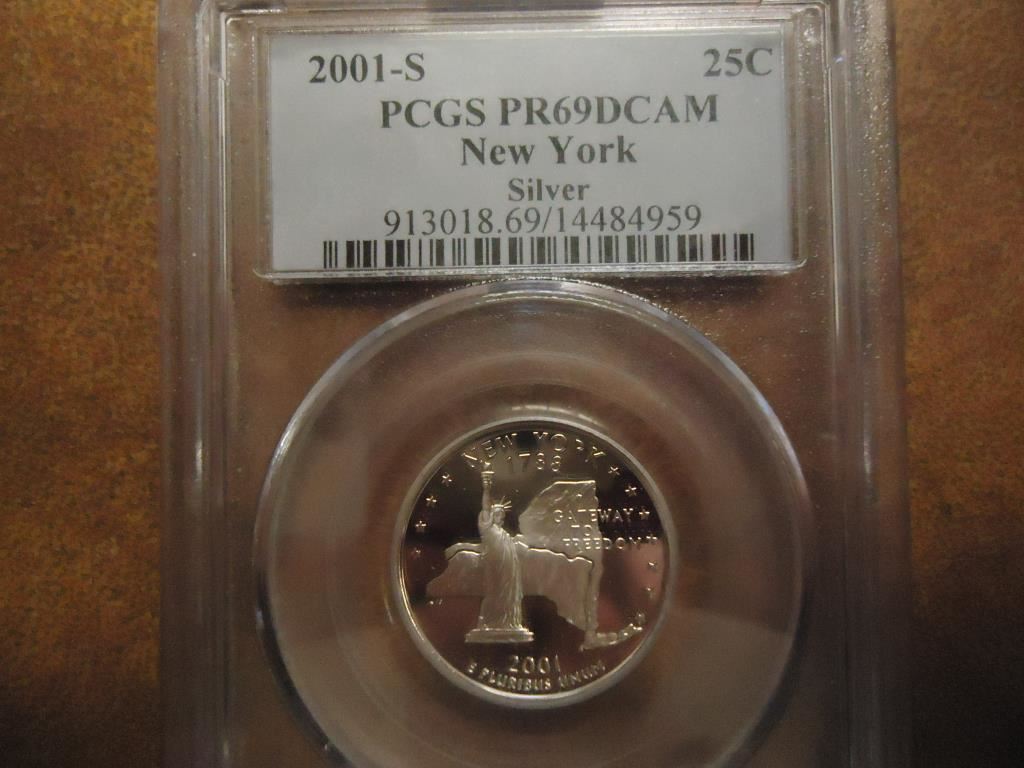 2001-S 25C
PCGS PR69DCAM
New York
Silver
913018.69/14484959
NEW YORK
1788
GATEWAY
TO
FREEDOM
2001
E PLURIBUS UNUM